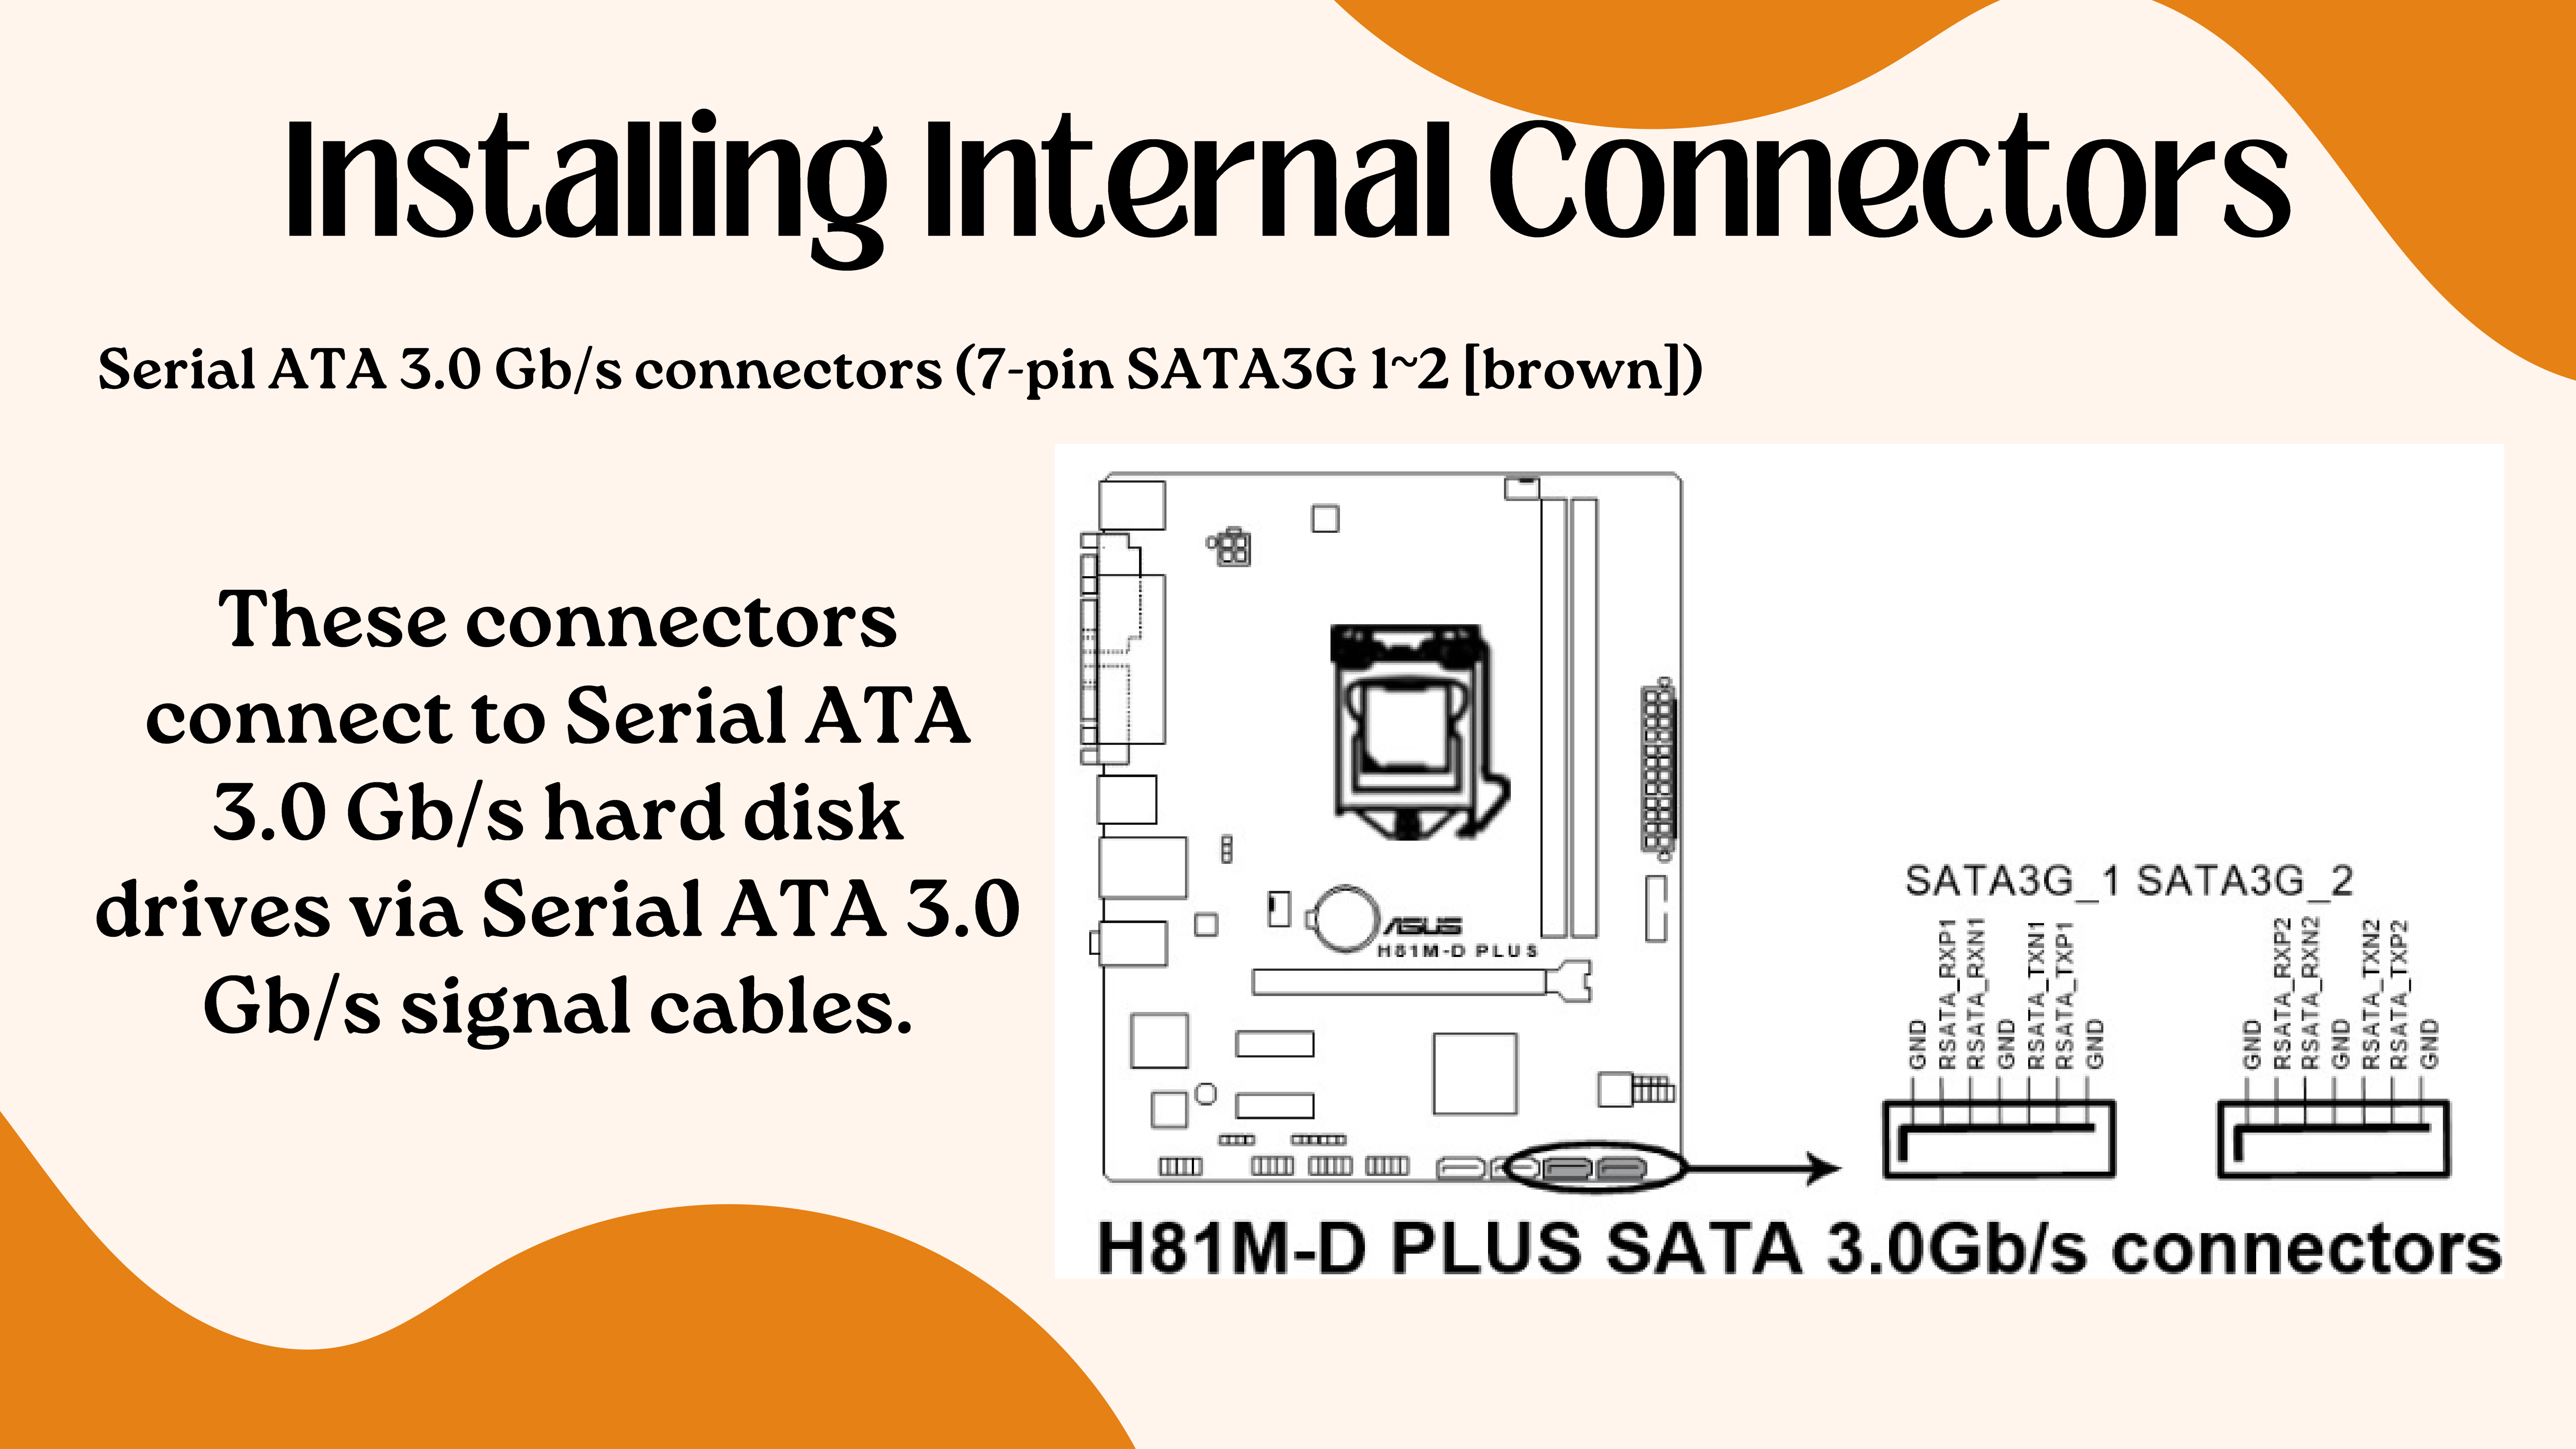 Installing Internal Connectors
Serial ATA 3.0 Gb/s connectors (7-pin SATA3G 1~2 [brown])
These connectors
connect to Serial ATA
3.0 Gb/s hard disk
drives via Serial ATA 3.0
Gb/s signal cables.
ASUS
H81M-D PLUS
SATA3G_1 SATA3G_2
GND
RSATA_RXP1
RSATA_RXN1
GND
RSATA_TXN1
RSATA_TXP1
GND
GND
RSATA_RXP2
RSATA_RXN2
GND
RSATA_TXN2
RSATA_TXP2
GND
H81M-D PLUS SATA 3.0Gb/s connectors